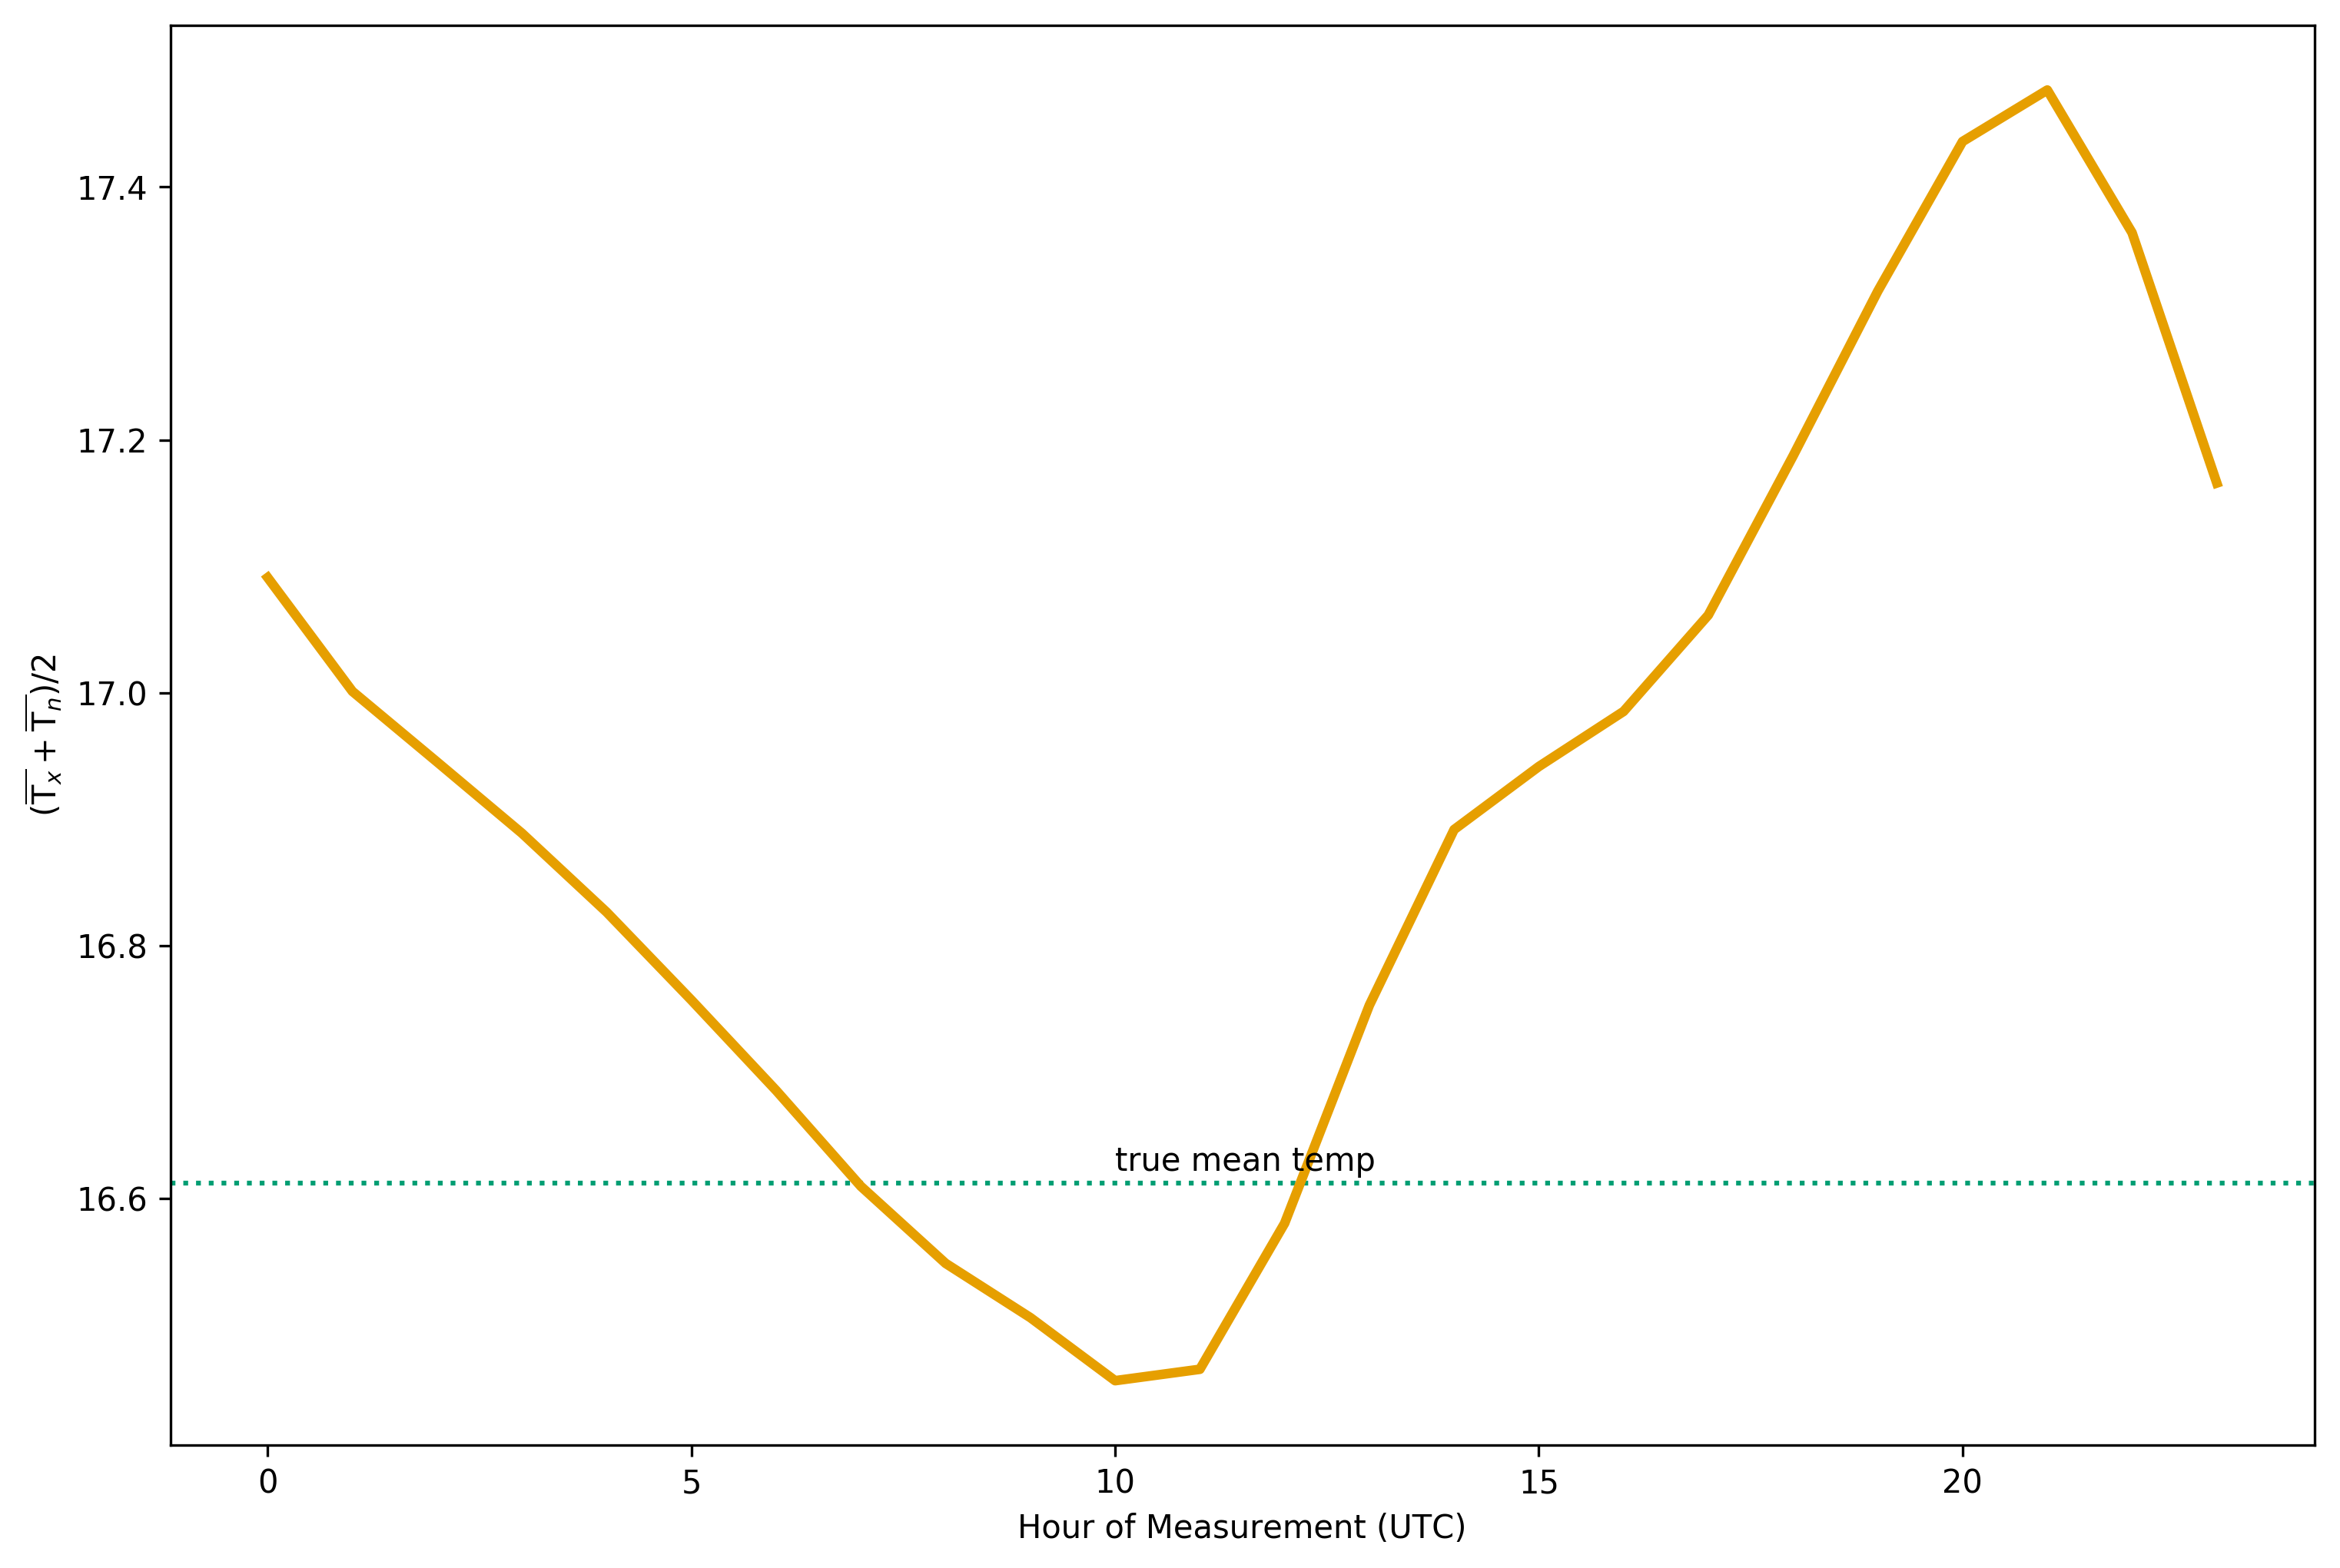 17.4
17.2
17.0
16.8
16.6
(T̅ₓ + T̅ₙ)/2
true mean temp
0 5 10 15 20
Hour of Measurement (UTC)